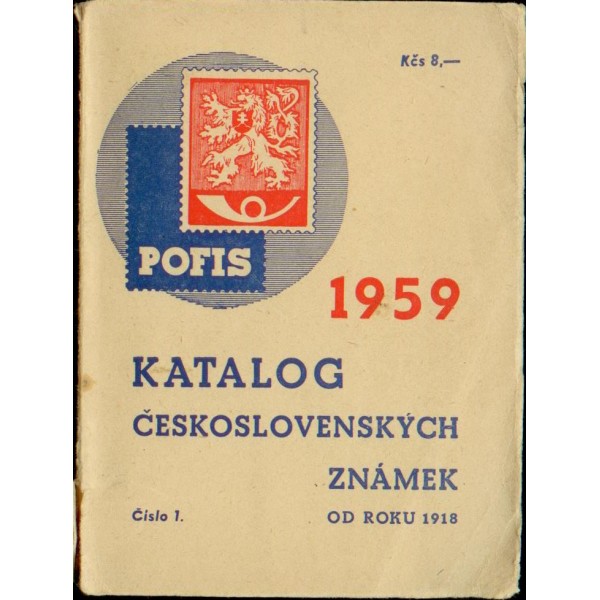 Kčs 8,—
POFIS
1959
KATALOG
ČESKOSLOVENSKÝCH
ZNÁMEK
Číslo 1.
OD ROKU 1918